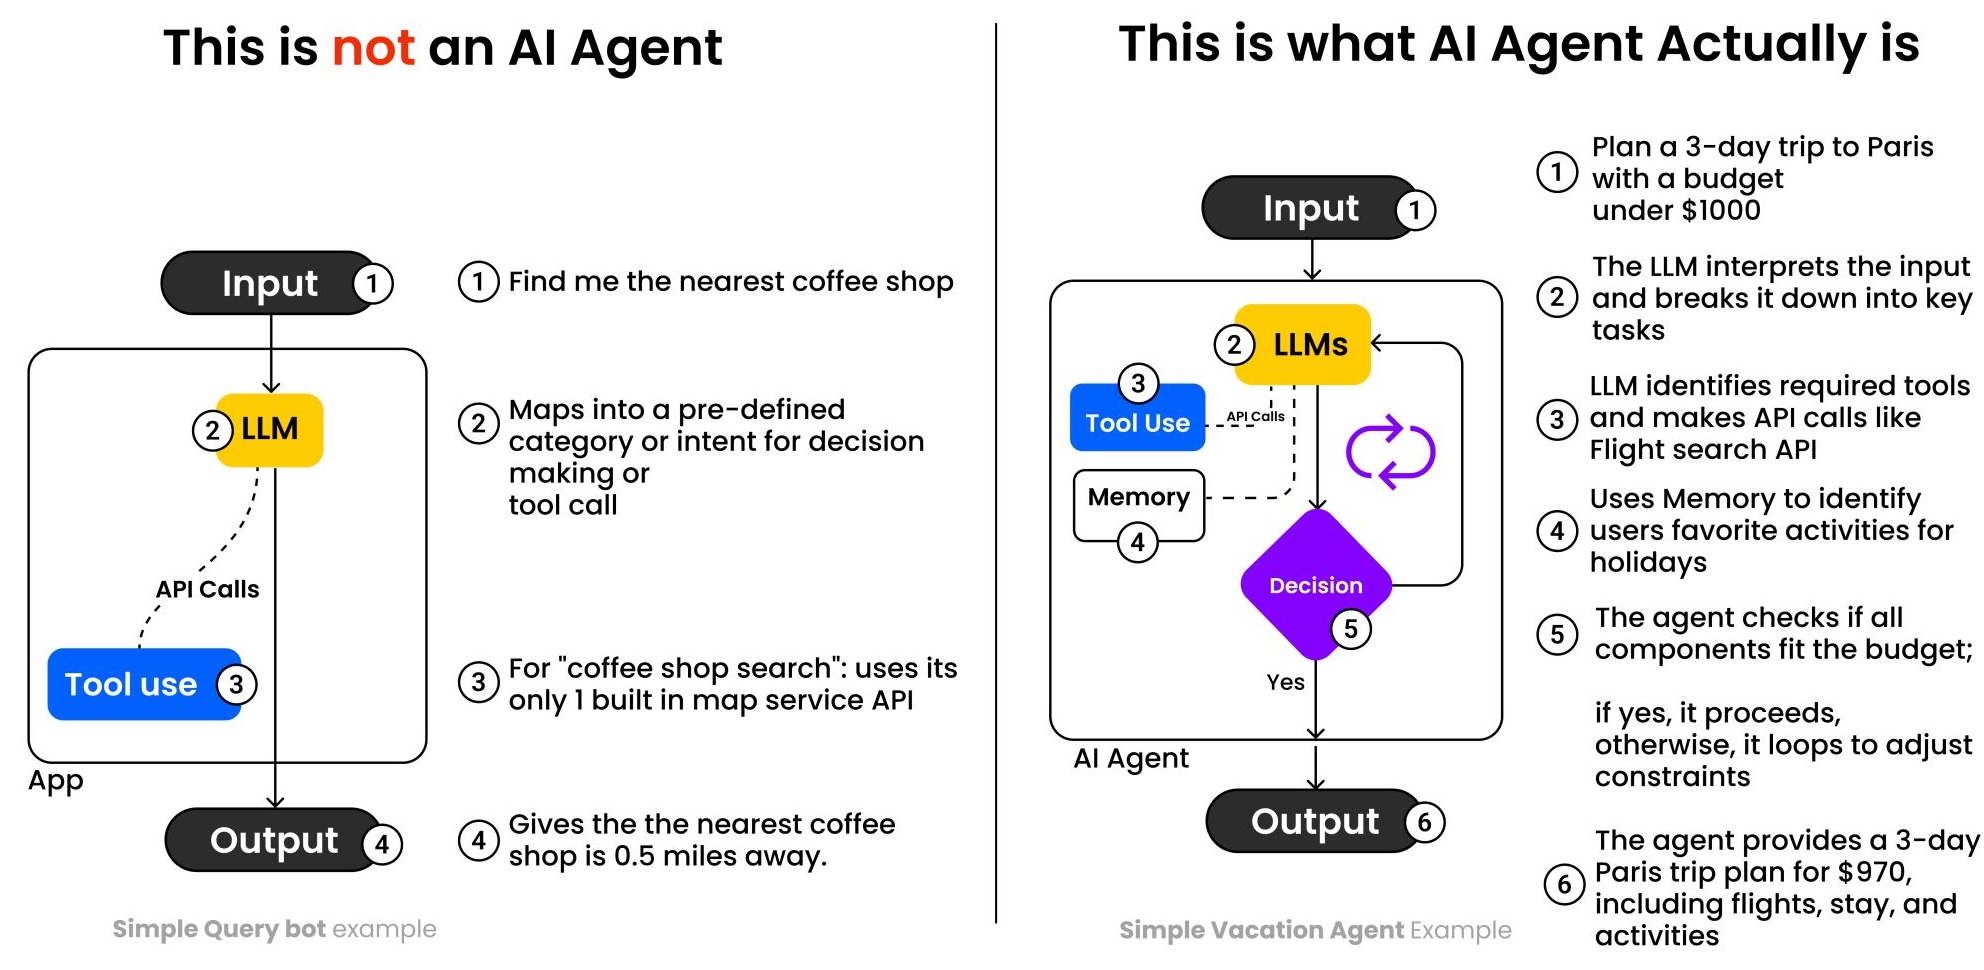 This is not an AI Agent
Input
1
LLM
2
API Calls
Tool use
3
App
Output
4
1
Find me the nearest coffee shop
2
Maps into a pre-defined
category or intent for decision
making or
tool call
3
For "coffee shop search": uses its
only 1 built in map service API
4
Gives the the nearest coffee
shop is 0.5 miles away.
Simple Query bot example
This is what AI Agent Actually is
Input
1
2
LLMs
3
Tool Use
API Calls
Memory
4
Decision
5
Yes
AI Agent
Output
6
1
Plan a 3-day trip to Paris
with a budget
under $1000
2
The LLM interprets the input
and breaks it down into key
tasks
3
LLM identifies required tools
and makes API calls like
Flight search API
4
Uses Memory to identify
users favorite activities for
holidays
5
The agent checks if all
components fit the budget;
if yes, it proceeds,
otherwise, it loops to adjust
constraints
6
The agent provides a 3-day
Paris trip plan for $970,
including flights, stay, and
activities
Simple Vacation Agent Example